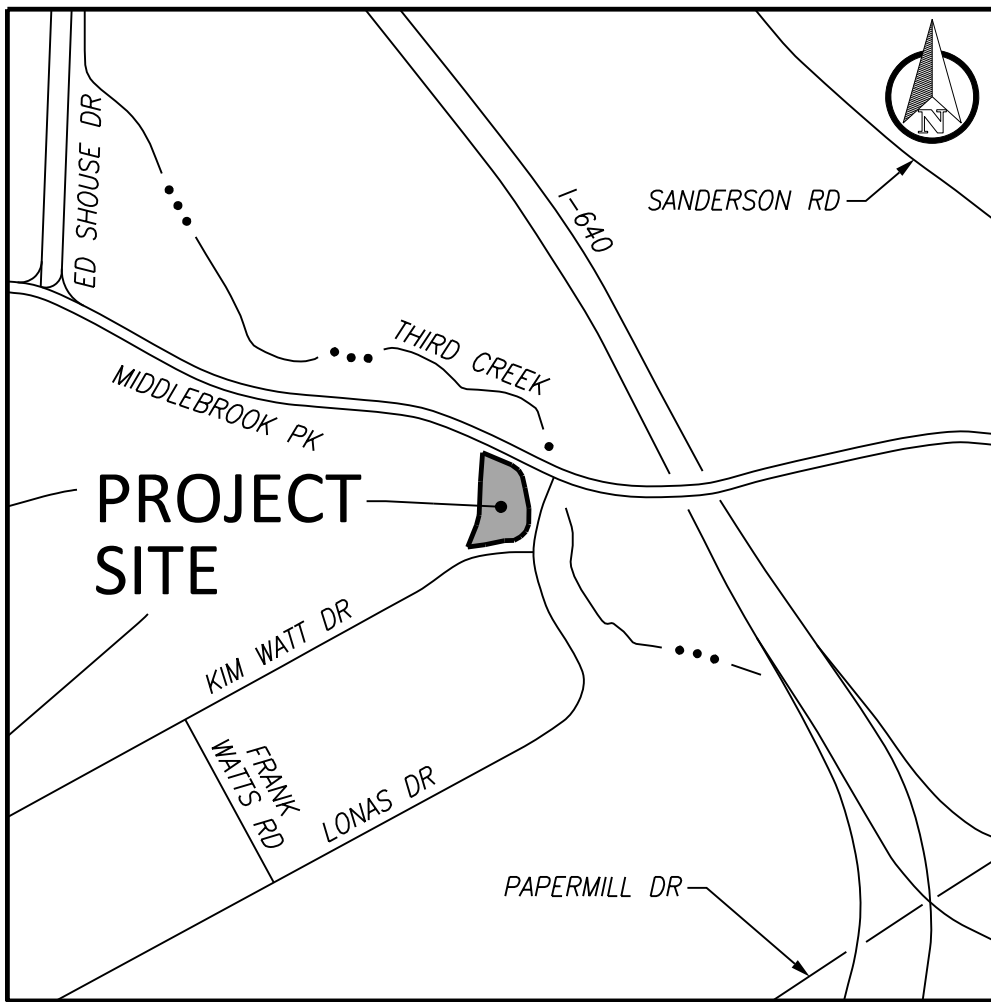 ED SHOUSE DR
N
SANDERSON RD
I-640
THIRD CREEK
MIDDLEBROOK PK
PROJECT
SITE
KIM WATT DR
FRANK
WATTS RD
LONAS DR
PAPERMILL DR